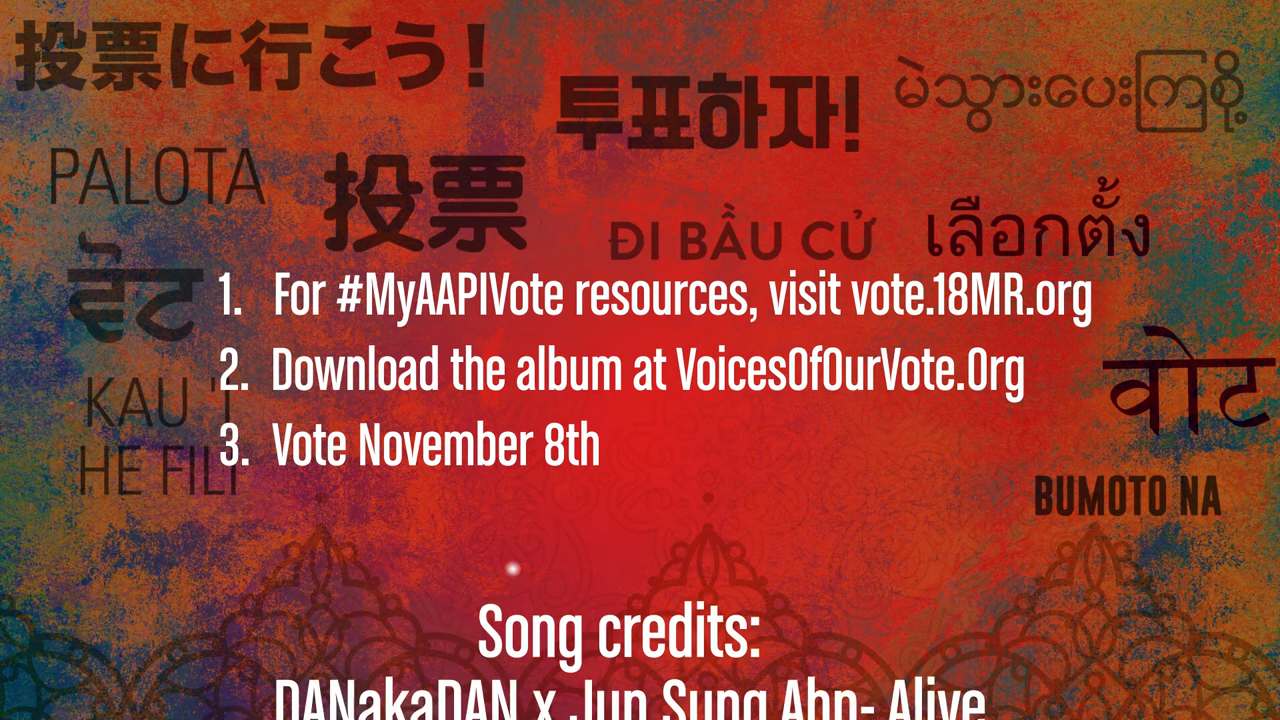 投票に行こう!
투표하자!
မဲသွားပေးကြစို့
PALOTA
投票
ĐI BẦU CỬ
เลือกตั้ง
ਵੋਟ
1. For #MyAAPIVote resources, visit vote.18MR.org
2. Download the album at VoicesOfOurVote.Org
वोट
KAU 'I
HE FILI
3. Vote November 8th
BUMOTO NA
Song credits:
DANakaDAN x Jun Sung Ahn- Alive